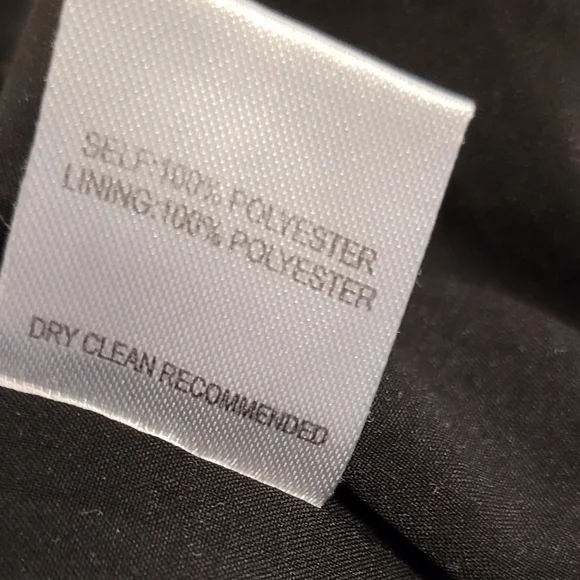 SELF:100% POLYESTER
LINING:100% POLYESTER
DRY CLEAN RECOMMENDED